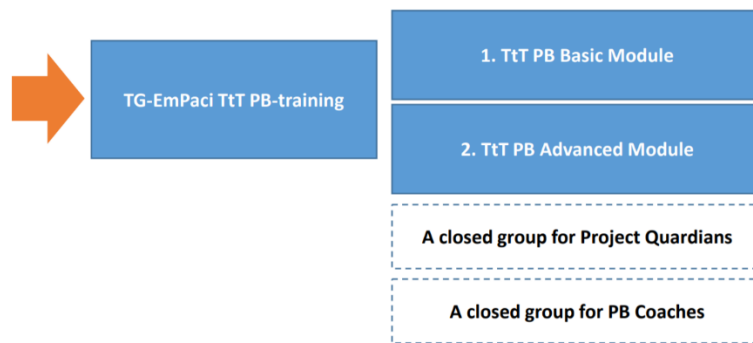 TG-EmPaci TtT PB-training
1. TtT PB Basic Module
2. TtT PB Advanced Module
A closed group for Project Quardians
A closed group for PB Coaches